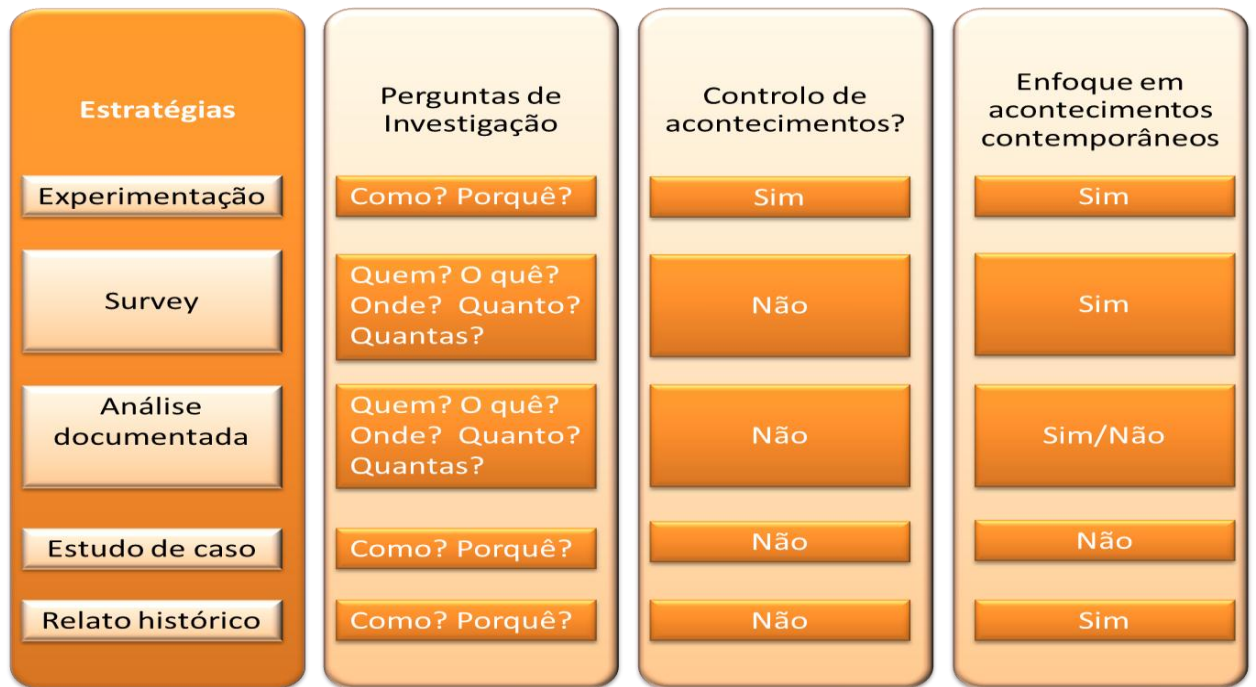 Estratégias
Perguntas de
Investigação
Controlo de
acontecimentos?
Enfoque em
acontecimentos
contemporâneos
Experimentação
Como? Porquê?
Sim
Sim
Survey
Quem? O quê?
Onde? Quanto?
Quantas?
Não
Sim
Análise
documentada
Quem? O quê?
Onde? Quanto?
Quantas?
Não
Sim/Não
Estudo de caso
Como? Porquê?
Não
Não
Relato histórico
Como? Porquê?
Não
Sim